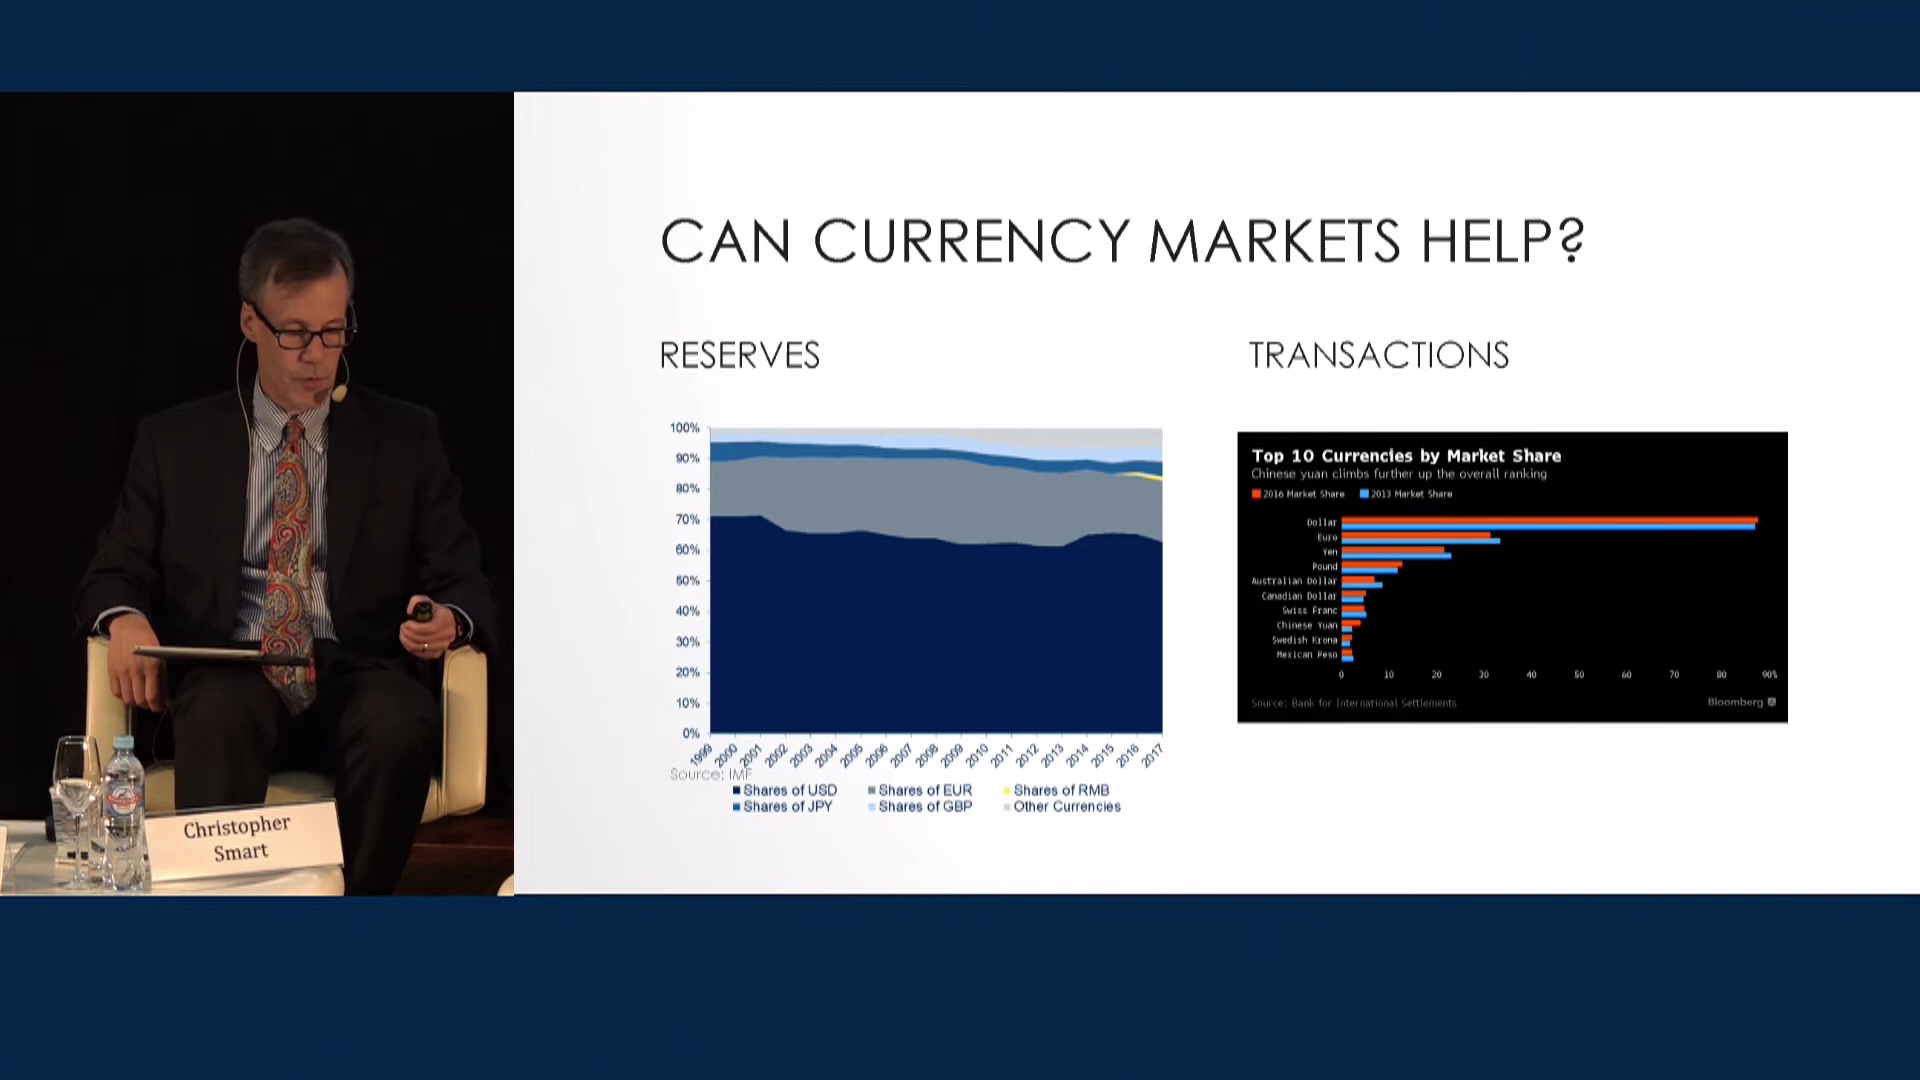 CAN CURRENCY MARKETS HELP?
RESERVES
100%
90%
80%
70%
60%
50%
40%
30%
20%
10%
0%
1999 2000 2001 2002 2003 2004 2005 2006 2007 2008 2009 2010 2011 2012 2013 2014 2015 2016 2017
Source: IMF
Shares of USD Shares of EUR Shares of RMB
Shares of JPY Shares of GBP Other Currencies
TRANSACTIONS
Top 10 Currencies by Market Share
Chinese yuan climbs further up the overall ranking
2016 Market Share 2013 Market Share
Dollar
Euro
Yen
Pound
Australian Dollar
Canadian Dollar
Swiss Franc
Chinese Yuan
Swedish Krona
Mexican Peso
0 10 20 30 40 50 60 70 80 90%
Source: Bank for International Settlements
Bloomberg
Christopher
Smart